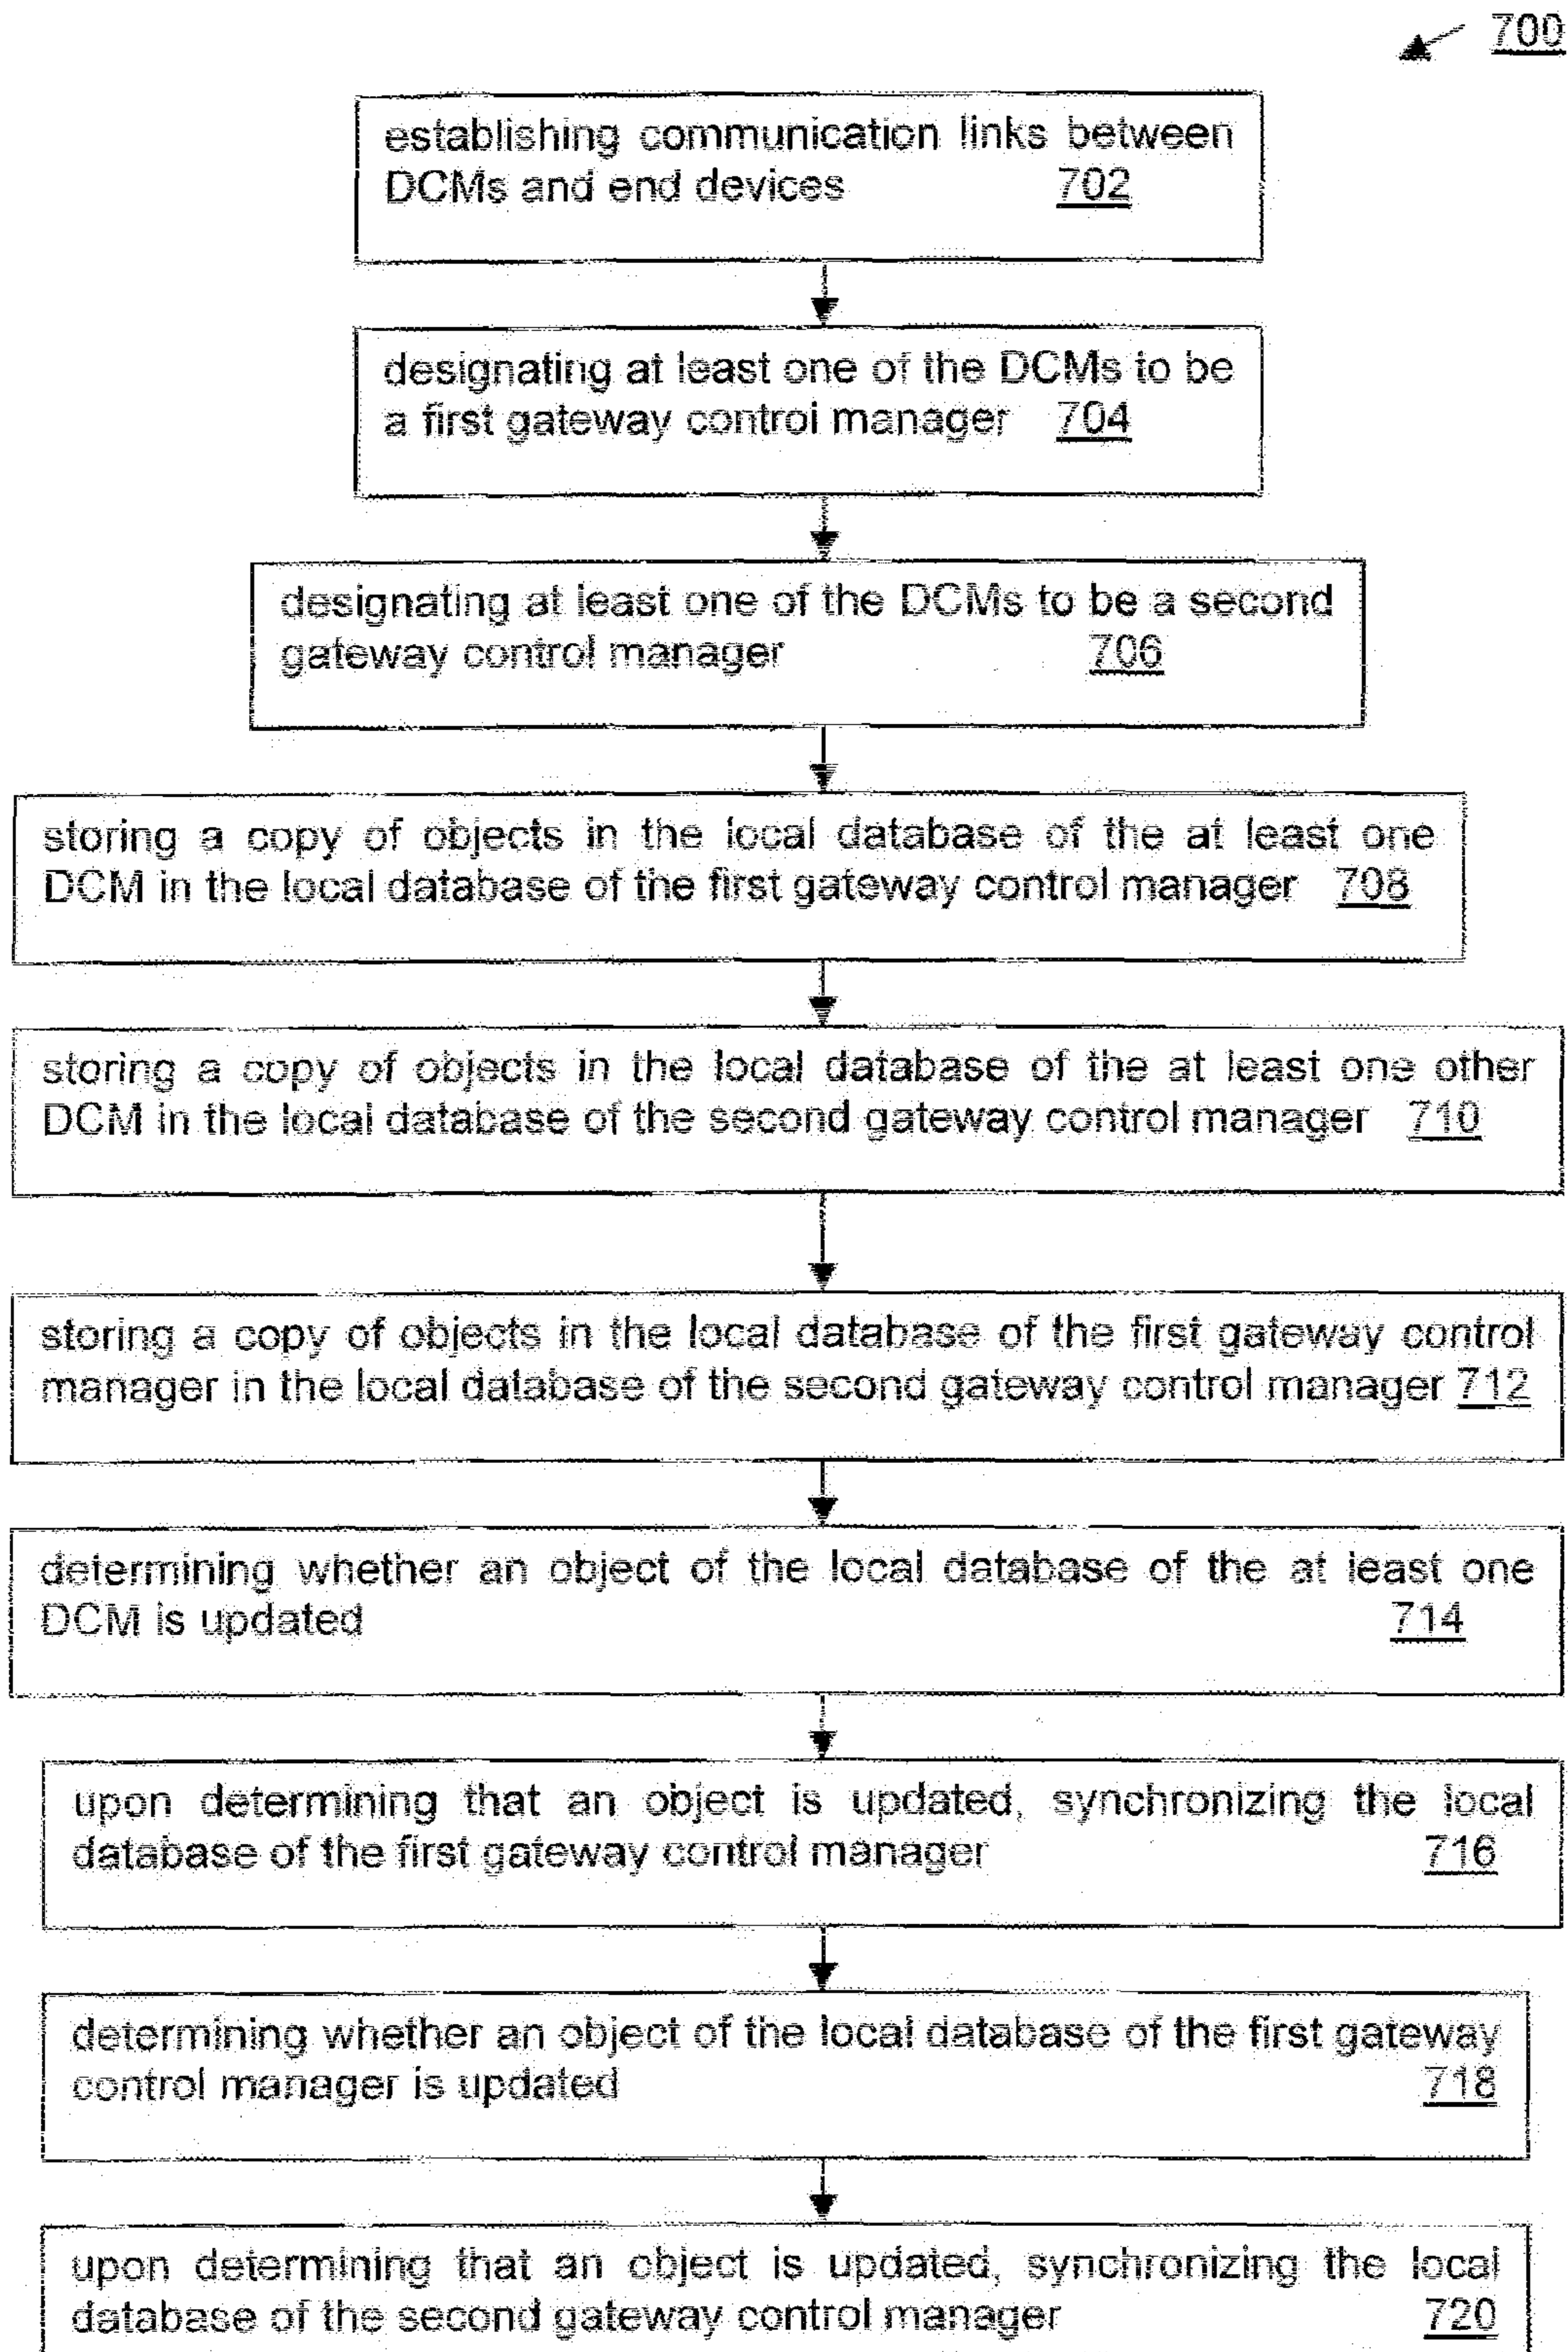 700
establishing communication links between
DCMs and end devices 702
designating at least one of the DCMs to be
a first gateway control manager 704
designating at least one of the DCMs to be a second
gateway control manager 706
storing a copy of objects in the local database of the at least one
DCM in the local database of the first gateway control manager 708
storing a copy of objects in the local database of the at least one other
DCM in the local database of the second gateway control manager 710
storing a copy of objects in the local database of the first gateway control
manager in the local database of the second gateway control manager 712
determining whether an object of the local database of the at least one
DCM is updated 714
upon determining that an object is updated, synchronizing the local
database of the first gateway control manager 716
determining whether an object of the local database of the first gateway
control manager is updated 718
upon determining that an object is updated, synchronizing the local
database of the second gateway control manager 720